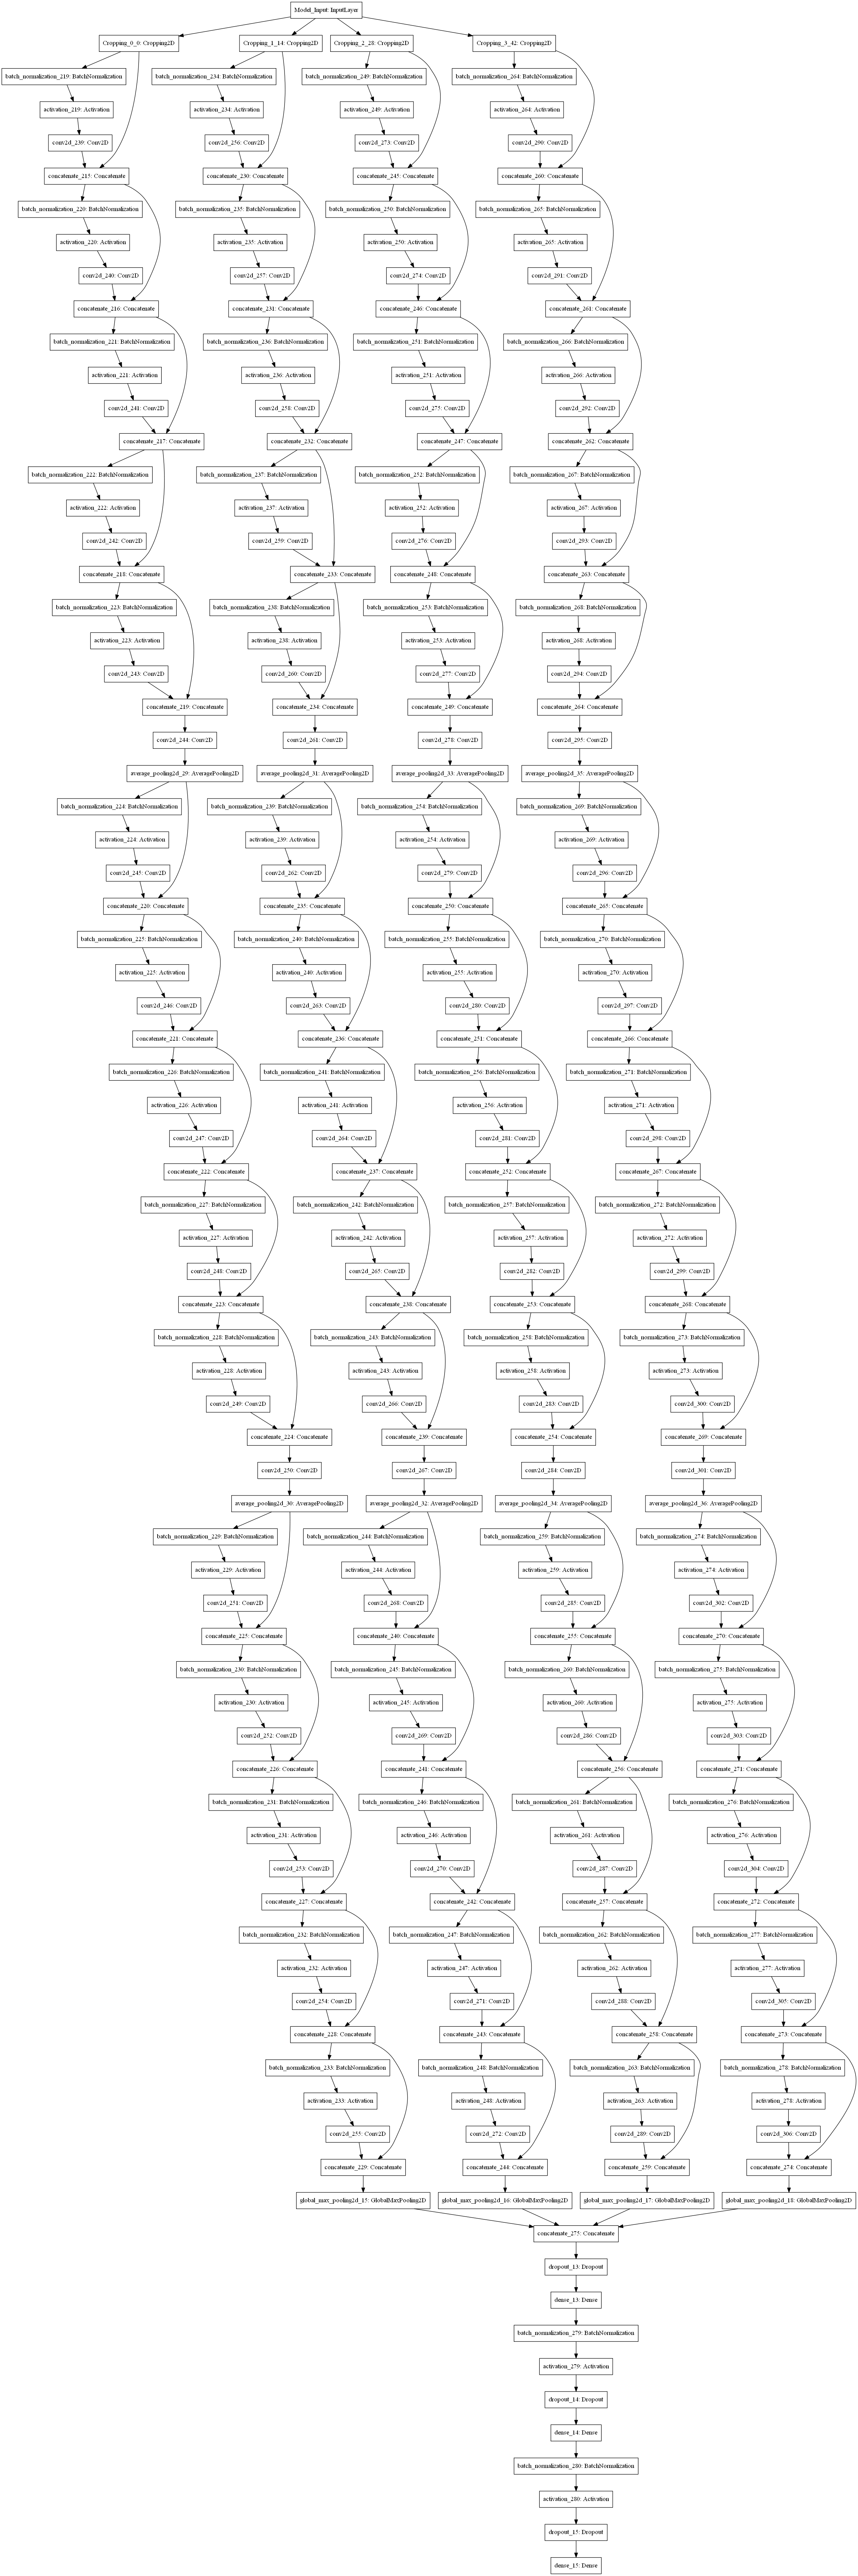 Model_Input: InputLayer
Cropping_0_0: Cropping2D
Cropping_1_14: Cropping2D
Cropping_2_28: Cropping2D
Cropping_3_42: Cropping2D
batch_normalization_219: BatchNormalization
batch_normalization_234: BatchNormalization
batch_normalization_249: BatchNormalization
batch_normalization_264: BatchNormalization
activation_219: Activation
activation_234: Activation
activation_249: Activation
activation_264: Activation
conv2d_239: Conv2D
conv2d_256: Conv2D
conv2d_273: Conv2D
conv2d_290: Conv2D
concatenate_215: Concatenate
concatenate_230: Concatenate
concatenate_245: Concatenate
concatenate_260: Concatenate
batch_normalization_220: BatchNormalization
batch_normalization_235: BatchNormalization
batch_normalization_250: BatchNormalization
batch_normalization_265: BatchNormalization
activation_220: Activation
activation_235: Activation
activation_250: Activation
activation_265: Activation
conv2d_240: Conv2D
conv2d_257: Conv2D
conv2d_274: Conv2D
conv2d_291: Conv2D
concatenate_216: Concatenate
concatenate_231: Concatenate
concatenate_246: Concatenate
concatenate_261: Concatenate
batch_normalization_221: BatchNormalization
batch_normalization_236: BatchNormalization
batch_normalization_251: BatchNormalization
batch_normalization_266: BatchNormalization
activation_221: Activation
activation_236: Activation
activation_251: Activation
activation_266: Activation
conv2d_241: Conv2D
conv2d_258: Conv2D
conv2d_275: Conv2D
conv2d_292: Conv2D
concatenate_217: Concatenate
concatenate_232: Concatenate
concatenate_247: Concatenate
concatenate_262: Concatenate
batch_normalization_222: BatchNormalization
batch_normalization_237: BatchNormalization
batch_normalization_252: BatchNormalization
batch_normalization_267: BatchNormalization
activation_222: Activation
activation_237: Activation
activation_252: Activation
activation_267: Activation
conv2d_242: Conv2D
conv2d_259: Conv2D
conv2d_276: Conv2D
conv2d_293: Conv2D
concatenate_218: Concatenate
concatenate_233: Concatenate
concatenate_248: Concatenate
concatenate_263: Concatenate
batch_normalization_223: BatchNormalization
batch_normalization_238: BatchNormalization
batch_normalization_253: BatchNormalization
batch_normalization_268: BatchNormalization
activation_223: Activation
activation_238: Activation
activation_253: Activation
activation_268: Activation
conv2d_243: Conv2D
conv2d_260: Conv2D
conv2d_277: Conv2D
conv2d_294: Conv2D
concatenate_219: Concatenate
concatenate_234: Concatenate
concatenate_249: Concatenate
concatenate_264: Concatenate
conv2d_244: Conv2D
conv2d_261: Conv2D
conv2d_278: Conv2D
conv2d_295: Conv2D
average_pooling2d_29: AveragePooling2D
average_pooling2d_31: AveragePooling2D
average_pooling2d_33: AveragePooling2D
average_pooling2d_35: AveragePooling2D
batch_normalization_224: BatchNormalization
batch_normalization_239: BatchNormalization
batch_normalization_254: BatchNormalization
batch_normalization_269: BatchNormalization
activation_224: Activation
activation_239: Activation
activation_254: Activation
activation_269: Activation
conv2d_245: Conv2D
conv2d_262: Conv2D
conv2d_279: Conv2D
conv2d_296: Conv2D
concatenate_220: Concatenate
concatenate_235: Concatenate
concatenate_250: Concatenate
concatenate_265: Concatenate
batch_normalization_225: BatchNormalization
batch_normalization_240: BatchNormalization
batch_normalization_255: BatchNormalization
batch_normalization_270: BatchNormalization
activation_225: Activation
activation_240: Activation
activation_255: Activation
activation_270: Activation
conv2d_246: Conv2D
conv2d_263: Conv2D
conv2d_280: Conv2D
conv2d_297: Conv2D
concatenate_221: Concatenate
concatenate_236: Concatenate
concatenate_251: Concatenate
concatenate_266: Concatenate
batch_normalization_226: BatchNormalization
batch_normalization_241: BatchNormalization
batch_normalization_256: BatchNormalization
batch_normalization_271: BatchNormalization
activation_226: Activation
activation_241: Activation
activation_256: Activation
activation_271: Activation
conv2d_247: Conv2D
conv2d_264: Conv2D
conv2d_281: Conv2D
conv2d_298: Conv2D
concatenate_222: Concatenate
concatenate_237: Concatenate
concatenate_252: Concatenate
concatenate_267: Concatenate
batch_normalization_227: BatchNormalization
batch_normalization_242: BatchNormalization
batch_normalization_257: BatchNormalization
batch_normalization_272: BatchNormalization
activation_227: Activation
activation_242: Activation
activation_257: Activation
activation_272: Activation
conv2d_248: Conv2D
conv2d_265: Conv2D
conv2d_282: Conv2D
conv2d_299: Conv2D
concatenate_223: Concatenate
concatenate_238: Concatenate
concatenate_253: Concatenate
concatenate_268: Concatenate
batch_normalization_228: BatchNormalization
batch_normalization_243: BatchNormalization
batch_normalization_258: BatchNormalization
batch_normalization_273: BatchNormalization
activation_228: Activation
activation_243: Activation
activation_258: Activation
activation_273: Activation
conv2d_249: Conv2D
conv2d_266: Conv2D
conv2d_283: Conv2D
conv2d_300: Conv2D
concatenate_224: Concatenate
concatenate_239: Concatenate
concatenate_254: Concatenate
concatenate_269: Concatenate
conv2d_250: Conv2D
conv2d_267: Conv2D
conv2d_284: Conv2D
conv2d_301: Conv2D
average_pooling2d_30: AveragePooling2D
average_pooling2d_32: AveragePooling2D
average_pooling2d_34: AveragePooling2D
average_pooling2d_36: AveragePooling2D
batch_normalization_229: BatchNormalization
batch_normalization_244: BatchNormalization
batch_normalization_259: BatchNormalization
batch_normalization_274: BatchNormalization
activation_229: Activation
activation_244: Activation
activation_259: Activation
activation_274: Activation
conv2d_251: Conv2D
conv2d_268: Conv2D
conv2d_285: Conv2D
conv2d_302: Conv2D
concatenate_225: Concatenate
concatenate_240: Concatenate
concatenate_255: Concatenate
concatenate_270: Concatenate
batch_normalization_230: BatchNormalization
batch_normalization_245: BatchNormalization
batch_normalization_260: BatchNormalization
batch_normalization_275: BatchNormalization
activation_230: Activation
activation_245: Activation
activation_260: Activation
activation_275: Activation
conv2d_252: Conv2D
conv2d_269: Conv2D
conv2d_286: Conv2D
conv2d_303: Conv2D
concatenate_226: Concatenate
concatenate_241: Concatenate
concatenate_256: Concatenate
concatenate_271: Concatenate
batch_normalization_231: BatchNormalization
batch_normalization_246: BatchNormalization
batch_normalization_261: BatchNormalization
batch_normalization_276: BatchNormalization
activation_231: Activation
activation_246: Activation
activation_261: Activation
activation_276: Activation
conv2d_253: Conv2D
conv2d_270: Conv2D
conv2d_287: Conv2D
conv2d_304: Conv2D
concatenate_227: Concatenate
concatenate_242: Concatenate
concatenate_257: Concatenate
concatenate_272: Concatenate
batch_normalization_232: BatchNormalization
batch_normalization_247: BatchNormalization
batch_normalization_262: BatchNormalization
batch_normalization_277: BatchNormalization
activation_232: Activation
activation_247: Activation
activation_262: Activation
activation_277: Activation
conv2d_254: Conv2D
conv2d_271: Conv2D
conv2d_288: Conv2D
conv2d_305: Conv2D
concatenate_228: Concatenate
concatenate_243: Concatenate
concatenate_258: Concatenate
concatenate_273: Concatenate
batch_normalization_233: BatchNormalization
batch_normalization_248: BatchNormalization
batch_normalization_263: BatchNormalization
batch_normalization_278: BatchNormalization
activation_233: Activation
activation_248: Activation
activation_263: Activation
activation_278: Activation
conv2d_255: Conv2D
conv2d_272: Conv2D
conv2d_289: Conv2D
conv2d_306: Conv2D
concatenate_229: Concatenate
concatenate_244: Concatenate
concatenate_259: Concatenate
concatenate_274: Concatenate
global_max_pooling2d_15: GlobalMaxPooling2D
global_max_pooling2d_16: GlobalMaxPooling2D
global_max_pooling2d_17: GlobalMaxPooling2D
global_max_pooling2d_18: GlobalMaxPooling2D
concatenate_275: Concatenate
dropout_13: Dropout
dense_13: Dense
batch_normalization_279: BatchNormalization
activation_279: Activation
dropout_14: Dropout
dense_14: Dense
batch_normalization_280: BatchNormalization
activation_280: Activation
dropout_15: Dropout
dense_15: Dense